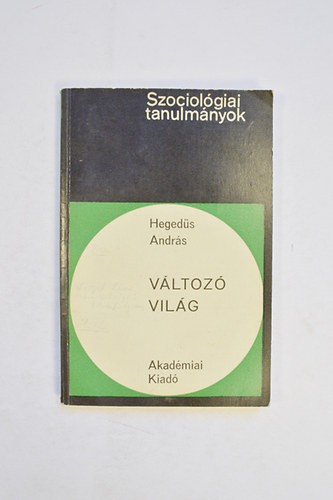 Szociológiai
tanulmányok
Hegedüs
András
VÁLTOZÓ
VILÁG
Akadémiai
Kiadó